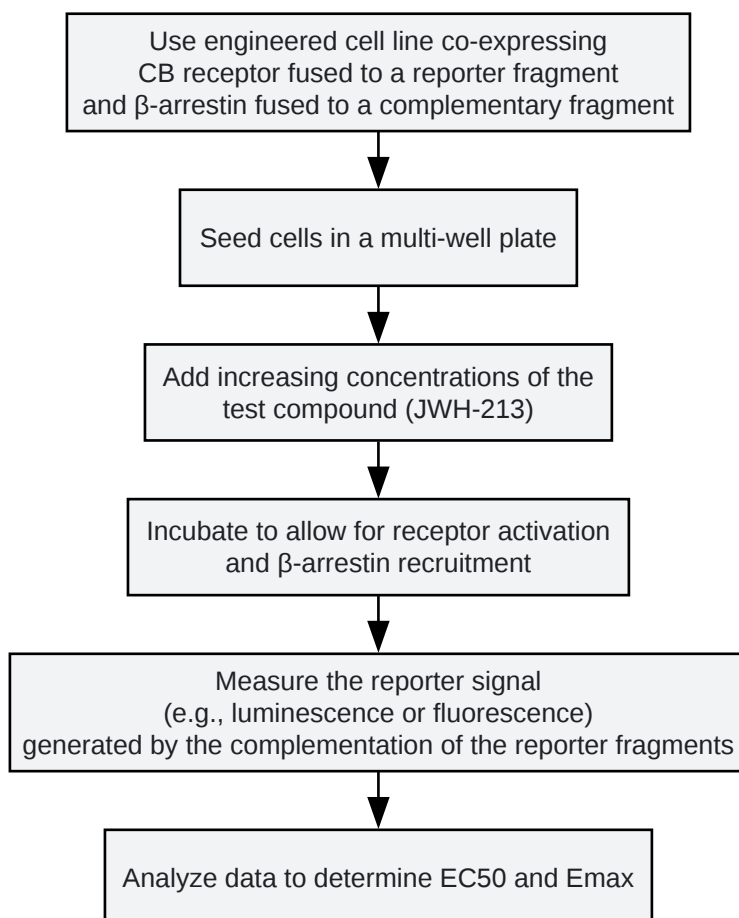 Use engineered cell line co-expressing
CB receptor fused to a reporter fragment
and β-arrestin fused to a complementary fragment
Seed cells in a multi-well plate
Add increasing concentrations of the
test compound (JWH-213)
Incubate to allow for receptor activation
and β-arrestin recruitment
Measure the reporter signal
(e.g., luminescence or fluorescence)
generated by the complementation of the reporter fragments
Analyze data to determine EC50 and Emax